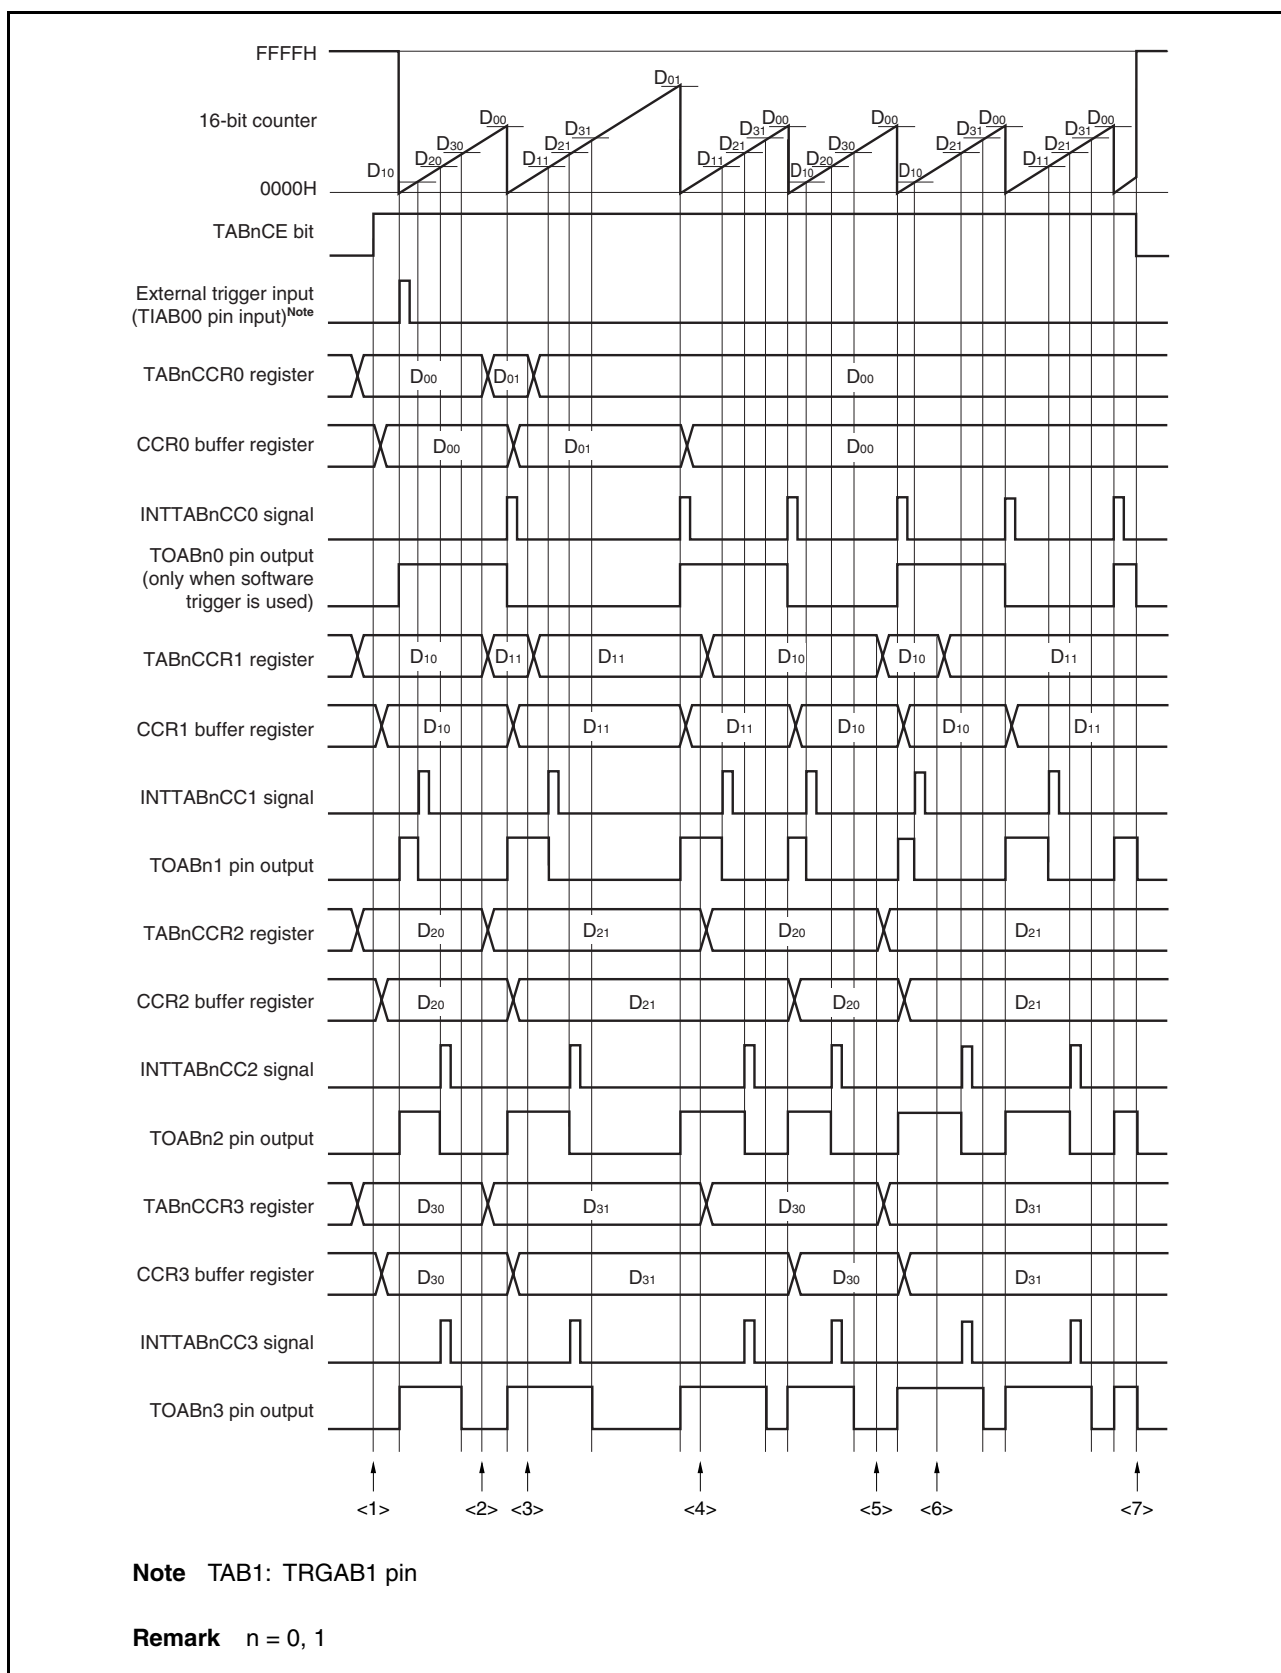 FFFFH
D01
16-bit counter
D00 D00 D00 D00 D00
D31 D31 D31 D31
D30 D30
D20 D21 D21 D20 D21 D21
D11 D11 D11
D10 D10 D10
0000H
TABnCE bit
External trigger input
(TIAB00 pin input)Note
TABnCCR0 register D00 D01 D00
CCR0 buffer register D00 D01 D00
INTTABnCC0 signal
TOABn0 pin output
(only when software
trigger is used)
TABnCCR1 register D10 D11 D11 D10 D10 D11
CCR1 buffer register D10 D11 D11 D10 D10 D11
INTTABnCC1 signal
TOABn1 pin output
TABnCCR2 register D20 D21 D20 D21
CCR2 buffer register D20 D21 D20 D21
INTTABnCC2 signal
TOABn2 pin output
TABnCCR3 register D30 D31 D30 D31
CCR3 buffer register D30 D31 D30 D31
INTTABnCC3 signal
TOABn3 pin output
<1> <2> <3> <4> <5> <6> <7>
Note TAB1: TRGAB1 pin
Remark n = 0, 1